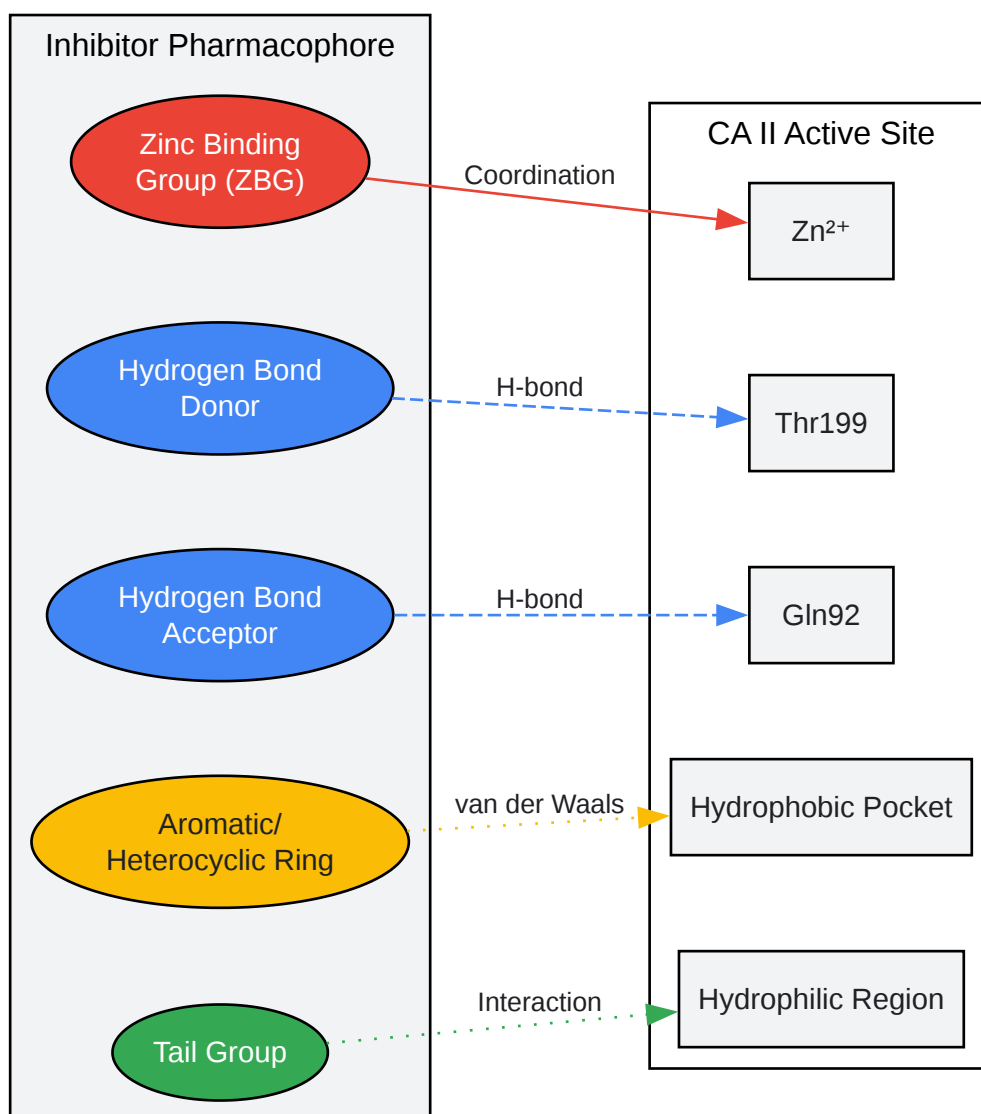 Inhibitor Pharmacophore
Zinc Binding
Group (ZBG)
Coordination
CA II Active Site
Zn²⁺
Hydrogen Bond
Donor
H-bond
Thr199
Hydrogen Bond
Acceptor
H-bond
Gln92
Aromatic/
Heterocyclic Ring
van der Waals
Hydrophobic Pocket
Tail Group
Interaction
Hydrophilic Region